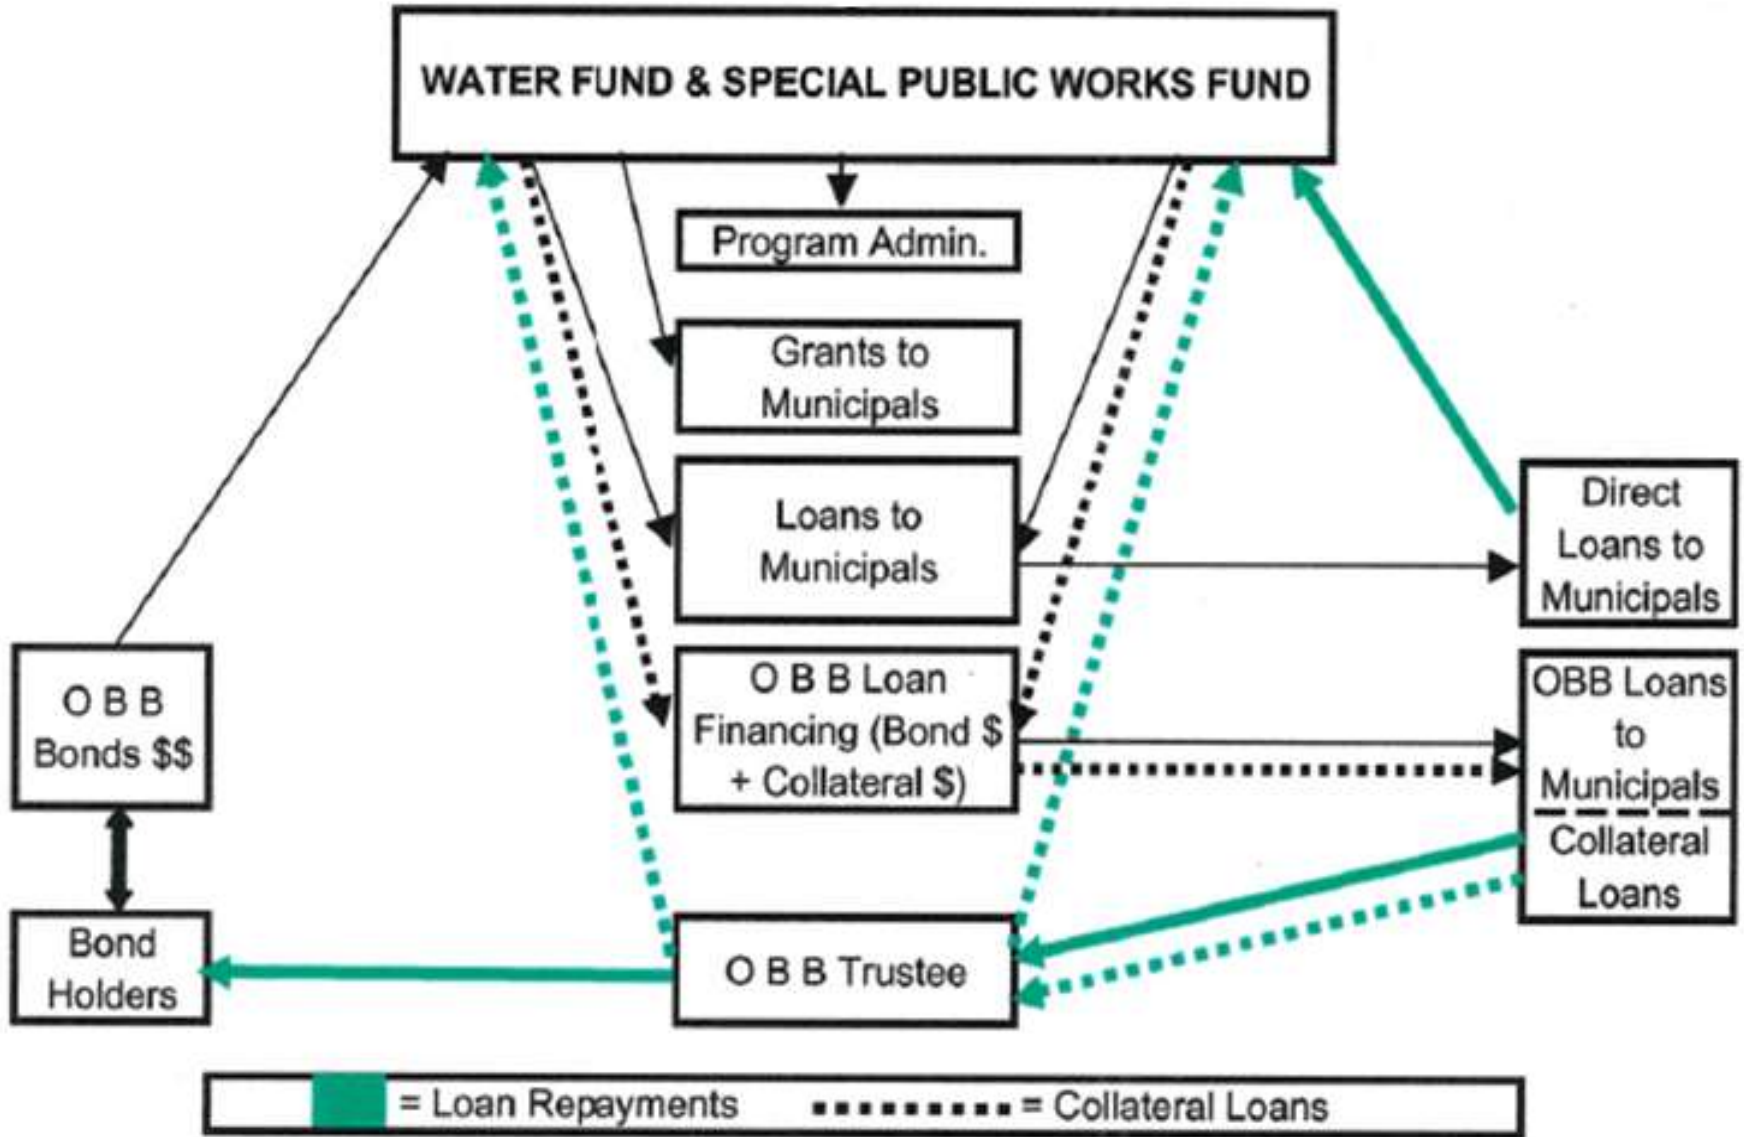 WATER FUND & SPECIAL PUBLIC WORKS FUND
Program Admin.
Grants to
Municipals
Loans to
Municipals
Direct
Loans to
Municipals
O B B
Bonds $$
O B B Loan
Financing (Bond $
+ Collateral $)
OBB Loans
to
Municipals
Collateral
Loans
Bond
Holders
O B B Trustee
= Loan Repayments
= Collateral Loans